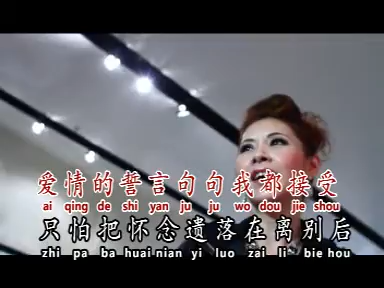 爱情的誓言句句我都接受
ai qing de shi yan ju ju wo dou jie shou
只怕把怀念遗落在离别后
zhi pa ba huai nian yi luo zai li bie hou